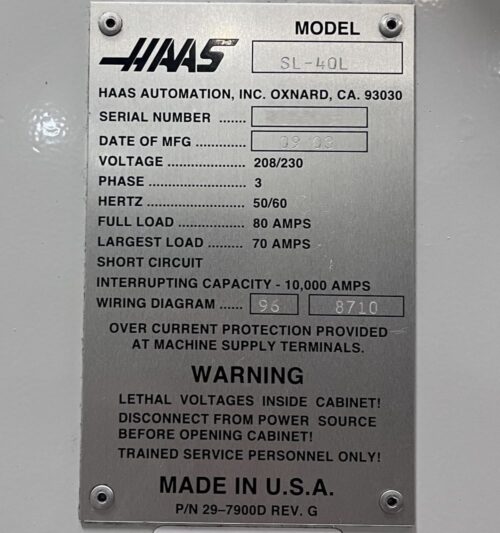 MODEL
HAAS SL-40L
HAAS AUTOMATION, INC. OXNARD, CA. 93030
SERIAL NUMBER ......
DATE OF MFG ........... 09 03
VOLTAGE .................... 208/230
PHASE ........................ 3
HERTZ ........................ 50/60
FULL LOAD ................ 80 AMPS
LARGEST LOAD ......... 70 AMPS
SHORT CIRCUIT
INTERRUPTING CAPACITY - 10,000 AMPS
WIRING DIAGRAM ...... 96 8710
OVER CURRENT PROTECTION PROVIDED
AT MACHINE SUPPLY TERMINALS.
WARNING
LETHAL VOLTAGES INSIDE CABINET!
DISCONNECT FROM POWER SOURCE
BEFORE OPENING CABINET!
TRAINED SERVICE PERSONNEL ONLY!
MADE IN U.S.A.
P/N 29-7900D REV. G